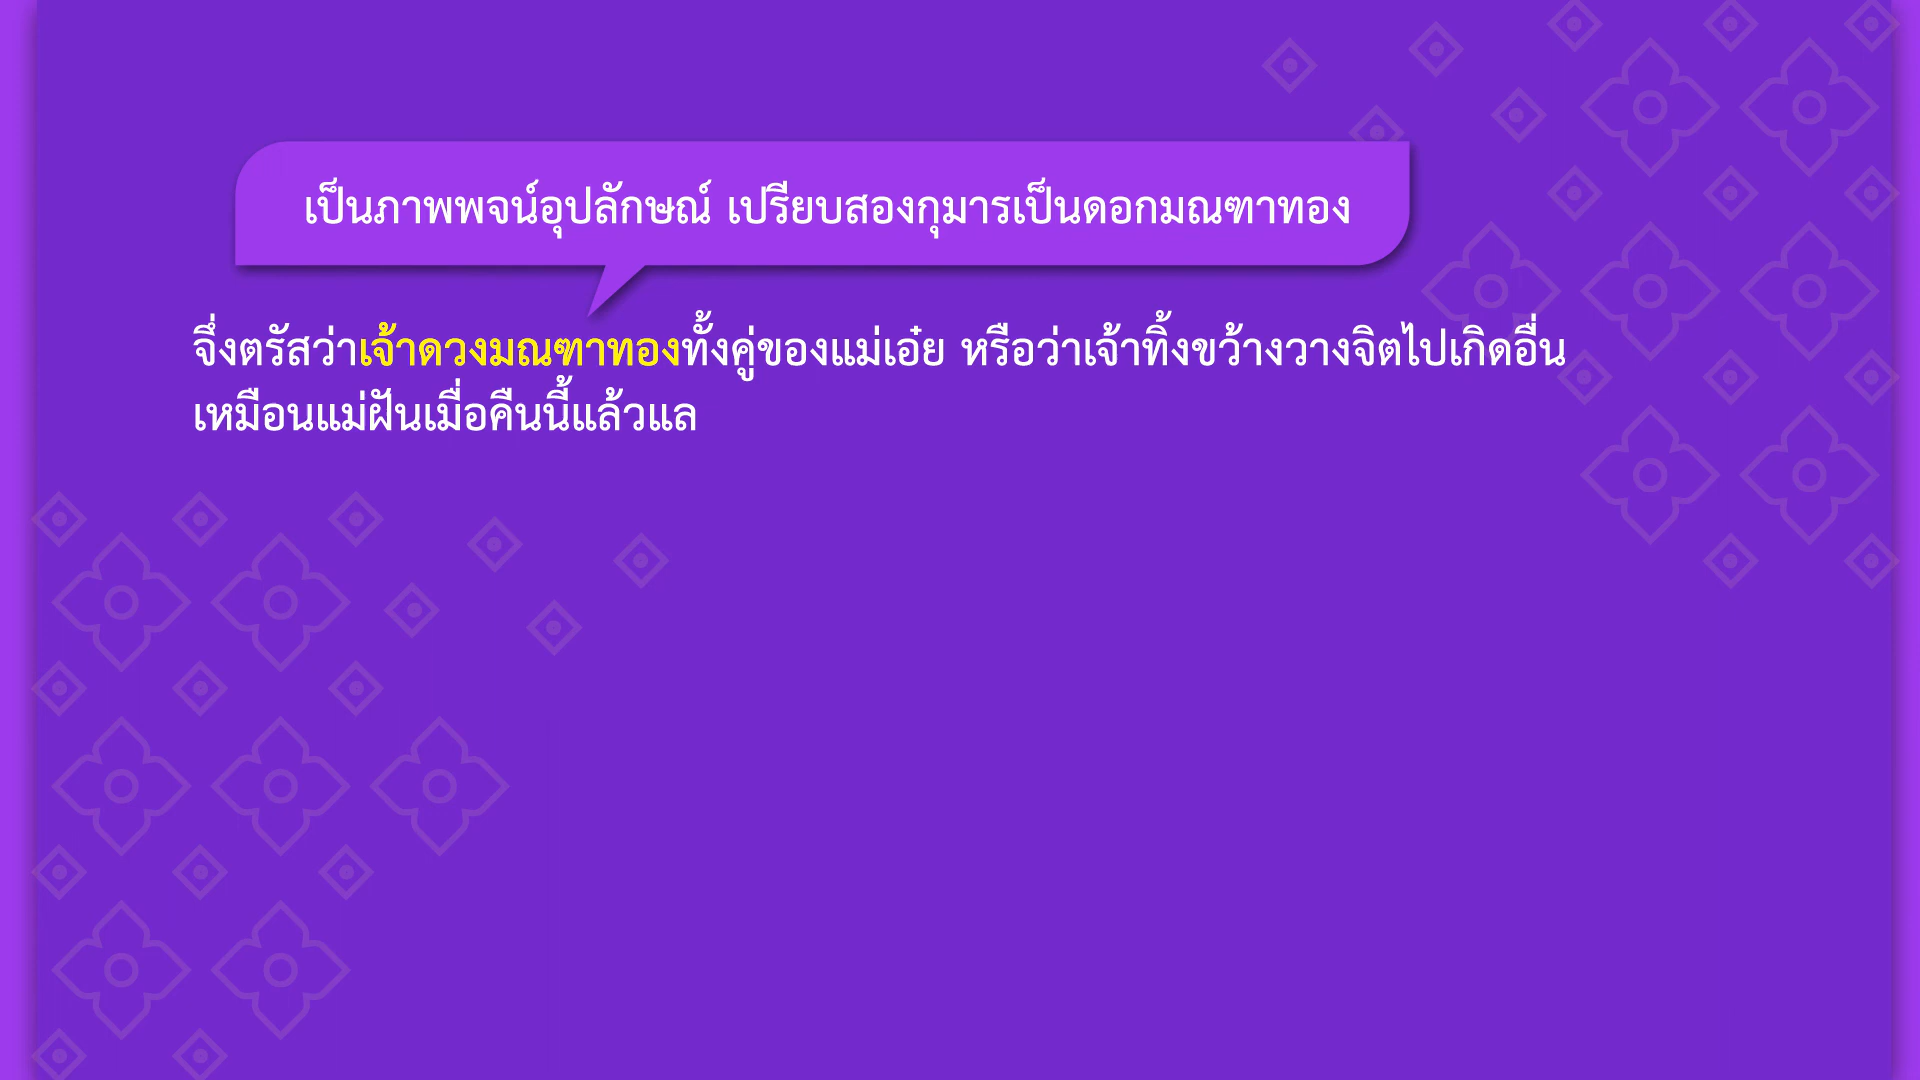 เป็นภาพพจน์อุปลักษณ์ เปรียบสองกุมารเป็นดอกมณฑาทอง
จึ่งตรัสว่าเจ้าดวงมณฑาทองทั้งคู่ของแม่เอ๋ย หรือว่าเจ้าทิ้งขว้างวางจิตไปเกิดอื่น
เหมือนแม่ฝันเมื่อคืนนี้แล้วแล